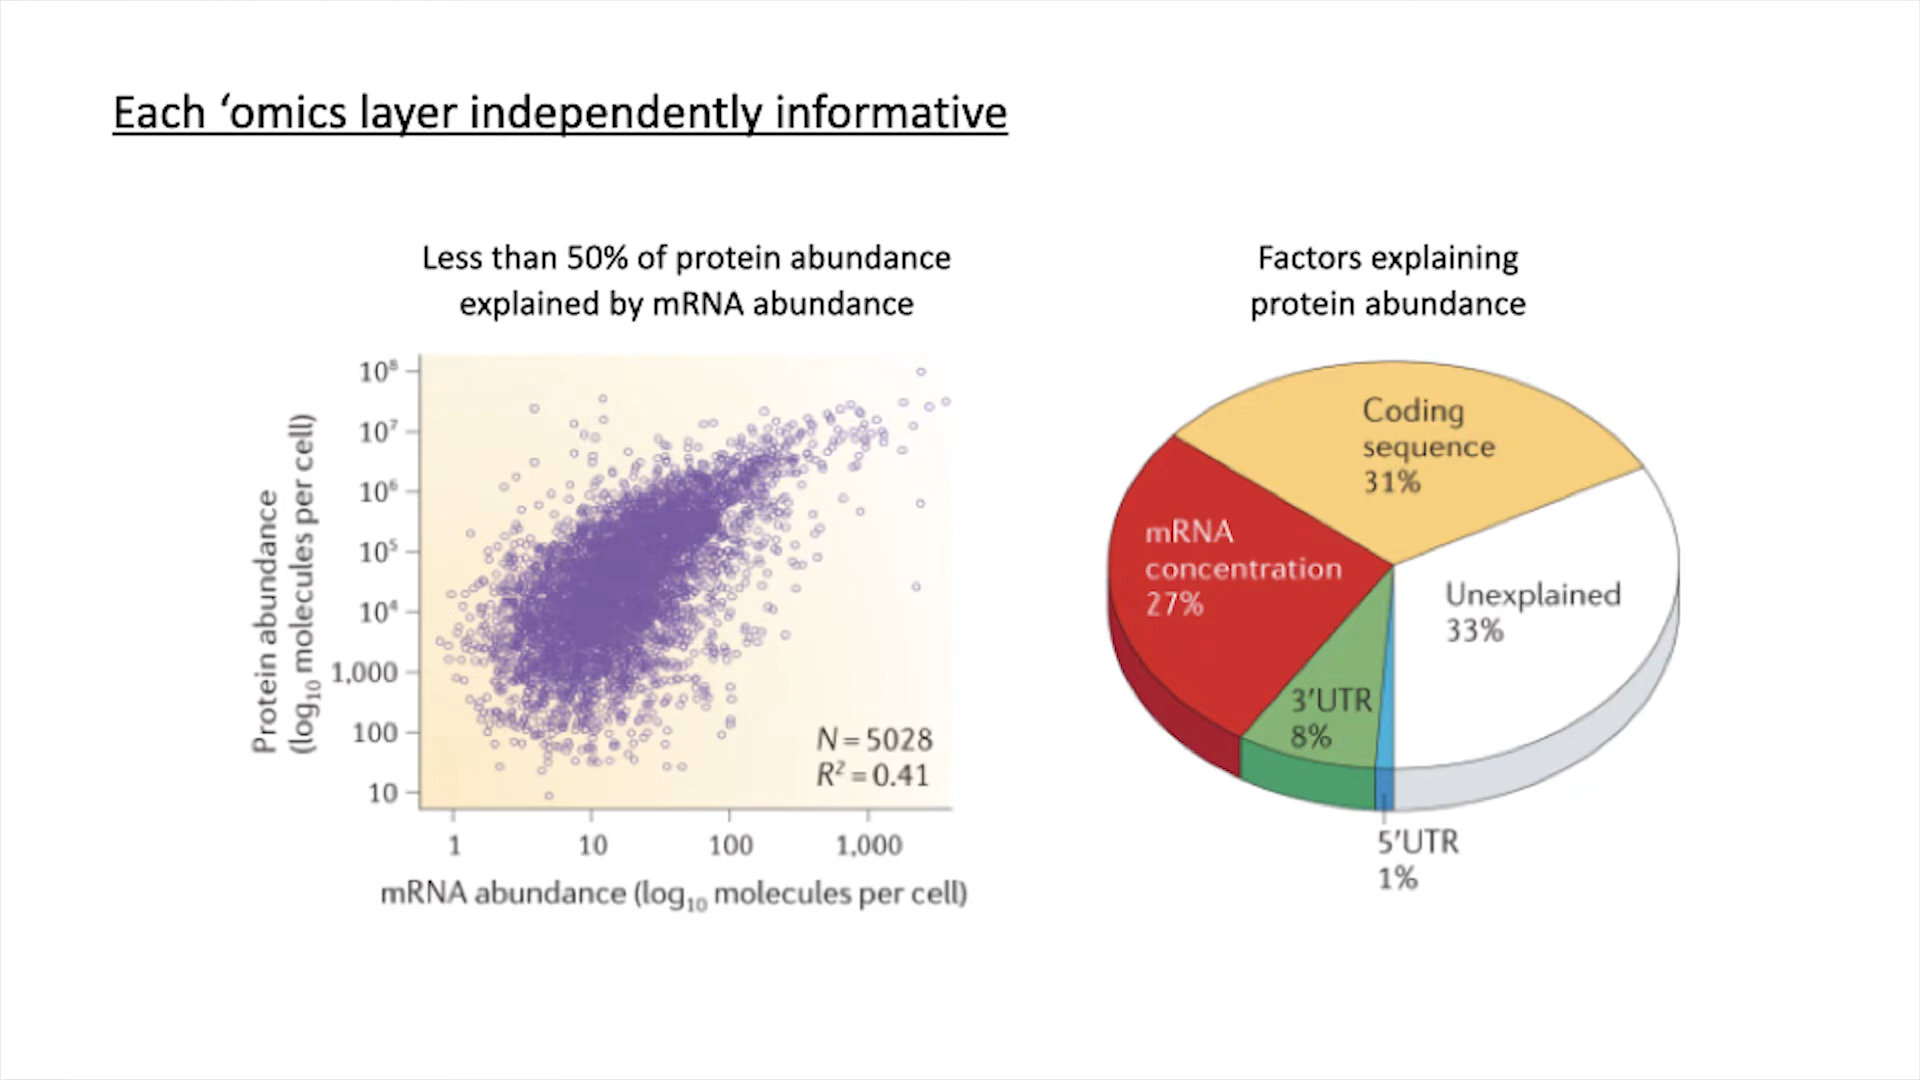 Each ‘omics layer independently informative
Less than 50% of protein abundance
explained by mRNA abundance
Protein abundance
(log₁₀ molecules per cell)
10⁸
10⁷
10⁶
10⁵
10⁴
1,000
100
10
N = 5028
R² = 0.41
1 10 100 1,000
mRNA abundance (log₁₀ molecules per cell)
Factors explaining
protein abundance
Coding
sequence
31%
mRNA
concentration
27%
Unexplained
33%
3′UTR
8%
5′UTR
1%